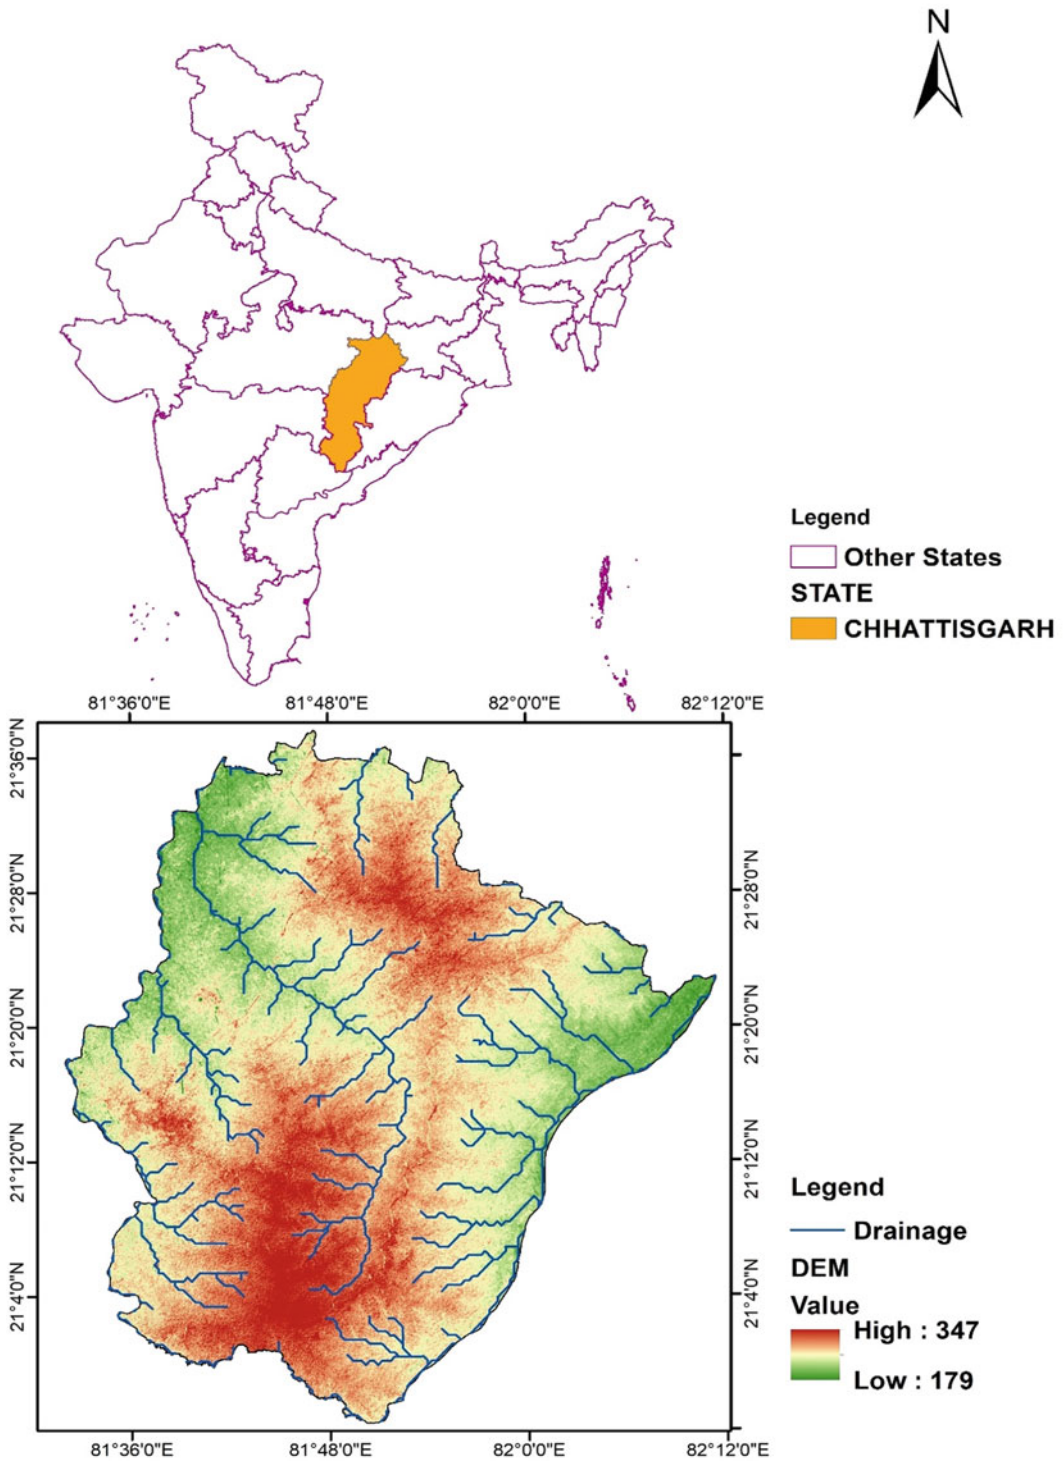 N
Legend
Other States
STATE
CHHATTISGARH
81°36'0"E 81°48'0"E 82°0'0"E 82°12'0"E
21°36'0"N
21°28'0"N 21°28'0"N
21°20'0"N 21°20'0"N
21°12'0"N 21°12'0"N
21°4'0"N 21°4'0"N
Legend
Drainage
DEM
Value
High : 347
Low : 179
81°36'0"E 81°48'0"E 82°0'0"E 82°12'0"E